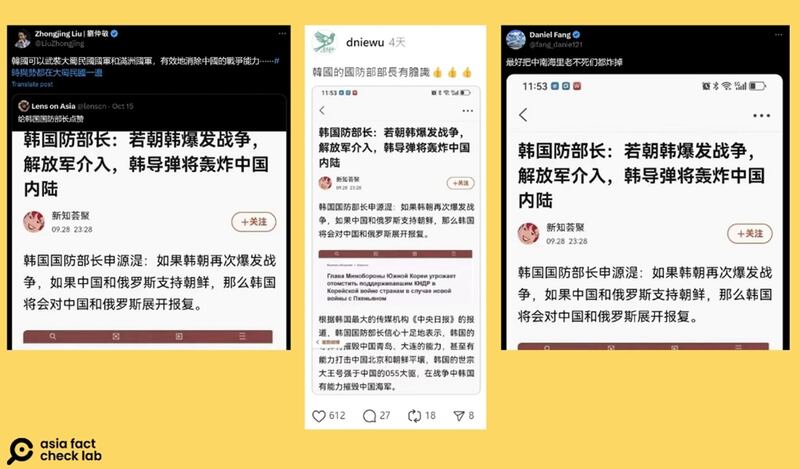 Zhongjing Liu / 劉仲敬
@LiuZhongjing
韓國可以武裝大蜀民國國軍和滿洲國軍,有效地消除中國的戰爭能力⋯⋯#
時與勢都在大蜀民國一邊
Translate post
Lens on Asia @lenscn · Oct 15
给韩国国防部长点赞
韩国国防部长:若朝韩爆发战争,
解放军介入,韩导弹将轰炸中国
内陆
新知荟聚
09.28 23:28
+关注
韩国国防部长申源湜:如果韩朝再次爆发战
争,如果中国和俄罗斯支持朝鲜,那么韩国
将会对中国和俄罗斯展开报复。
dniewu 4天
韓國的國防部部長有膽識👍👍👍
11:53
韩国国防部长:若朝韩爆发战争,
解放军介入,韩导弹将轰炸中国
内陆
新知荟聚
09.28 23:28
+关注
韩国国防部长申源湜:如果韩朝再次爆发战
争,如果中国和俄罗斯支持朝鲜,那么韩国
将会对中国和俄罗斯展开报复。
Глава Минобороны Южной Кореи угрожает
отомстить поддерживавшим КНДР в
Корейской войне странам в случае новой
войны с Пхеньяном
根据韩国最大的传媒机构《中央日报》的报
道,韩国国防部长信心十足地表示,韩国的
摧毁中国青岛、大连的能力,甚至有
能力打击中国北京和朝鲜平壤,韩国的世宗
大王号强于中国的055大驱,在战争中韩国
有能力摧毁中国海军。
612 27 18 8
Daniel Fang
@fang_danie121
最好把中南海里老不死们都炸掉
11:53
韩国国防部长:若朝韩爆发战争,
解放军介入,韩导弹将轰炸中国
内陆
新知荟聚
09.28 23:28
+关注
韩国国防部长申源湜:如果韩朝再次爆发战
争,如果中国和俄罗斯支持朝鲜,那么韩国
将会对中国和俄罗斯展开报复。
asia fact
check lab